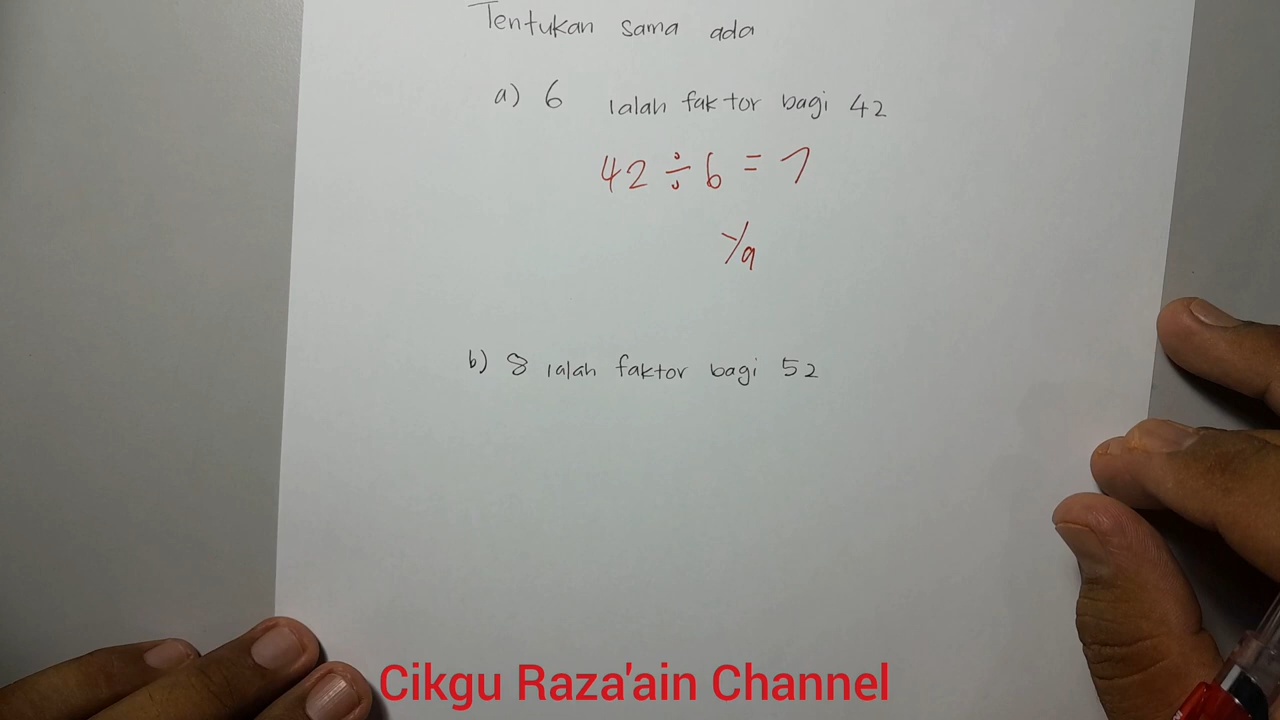 Tentukan sama ada
a) 6 ialah faktor bagi 42
42 ÷ 6 = 7
Ya
b) 8 ialah faktor bagi 52
Cikgu Raza'ain Channel